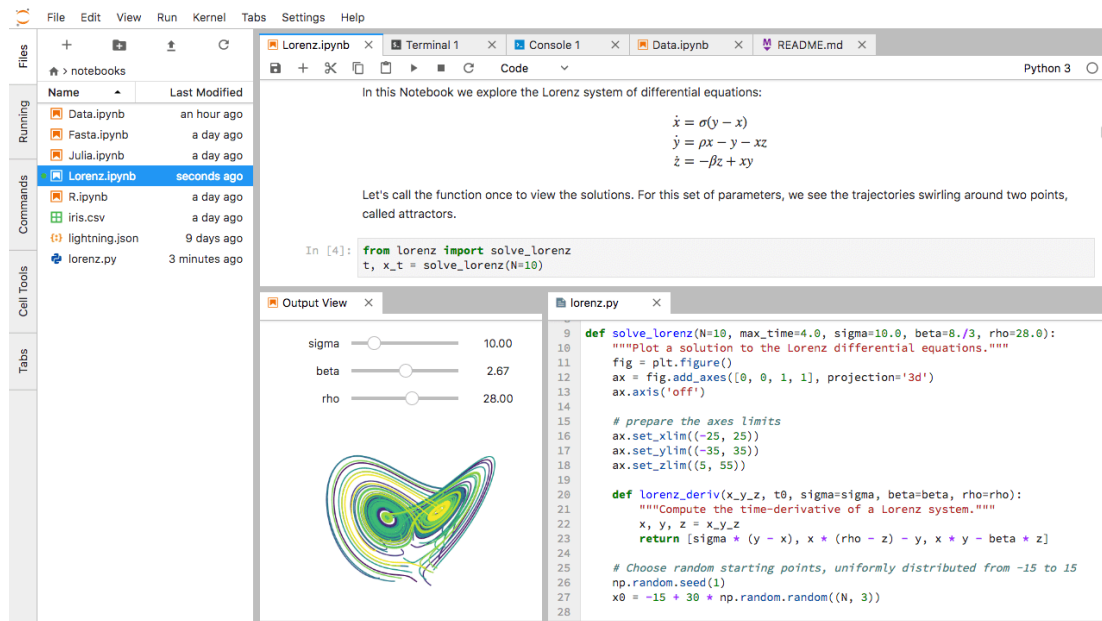 File Edit View Run Kernel Tabs Settings Help
Files
Running
Commands
Cell Tools
Tabs
notebooks
Name Last Modified
Data.ipynb an hour ago
Fasta.ipynb a day ago
Julia.ipynb a day ago
Lorenz.ipynb seconds ago
R.ipynb a day ago
iris.csv a day ago
lightning.json 9 days ago
lorenz.py 3 minutes ago
Lorenz.ipynb Terminal 1 Console 1 Data.ipynb README.md
Code Python 3
In this Notebook we explore the Lorenz system of differential equations:
ẋ = σ(y − x)
ẏ = ρx − y − xz
ż = −βz + xy
Let's call the function once to view the solutions. For this set of parameters, we see the trajectories swirling around two points,
called attractors.
In [4]: from lorenz import solve_lorenz
t, x_t = solve_lorenz(N=10)
Output View
sigma 10.00
beta 2.67
rho 28.00
lorenz.py
9 def solve_lorenz(N=10, max_time=4.0, sigma=10.0, beta=8./3, rho=28.0):
10 """Plot a solution to the Lorenz differential equations."""
11 fig = plt.figure()
12 ax = fig.add_axes([0, 0, 1, 1], projection='3d')
13 ax.axis('off')
14
15 # prepare the axes limits
16 ax.set_xlim((-25, 25))
17 ax.set_ylim((-35, 35))
18 ax.set_zlim((5, 55))
19
20 def lorenz_deriv(x_y_z, t0, sigma=sigma, beta=beta, rho=rho):
21 """Compute the time-derivative of a Lorenz system."""
22 x, y, z = x_y_z
23 return [sigma * (y - x), x * (rho - z) - y, x * y - beta * z]
24
25 # Choose random starting points, uniformly distributed from -15 to 15
26 np.random.seed(1)
27 x0 = -15 + 30 * np.random.random((N, 3))
28